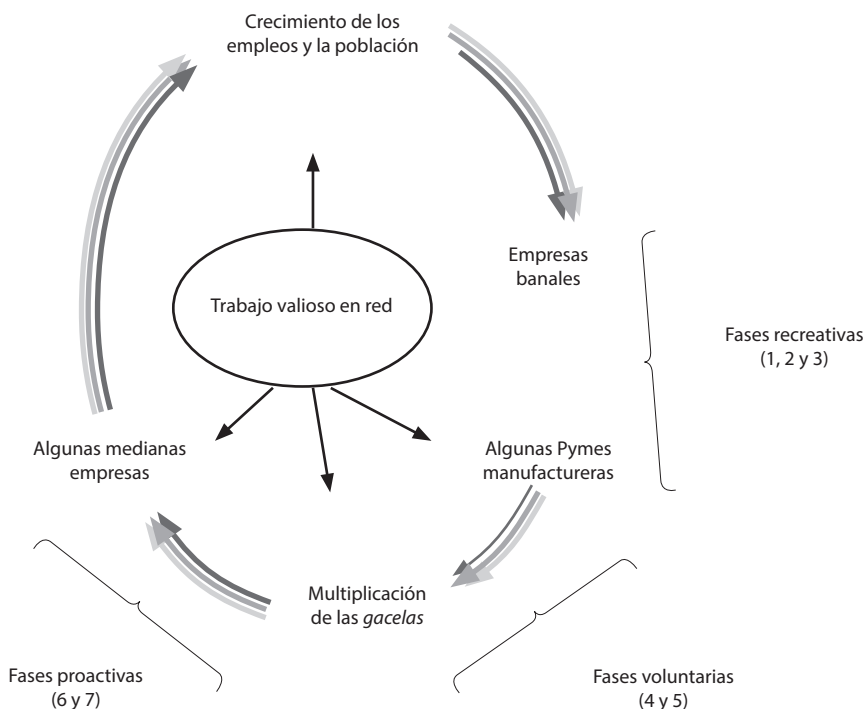 Crecimiento de los
empleos y la población
Empresas
banales
Trabajo valioso en red
Fases recreativas
(1, 2 y 3)
Algunas medianas
empresas
Algunas Pymes
manufactureras
Multiplicación
de las gacelas
Fases proactivas
(6 y 7)
Fases voluntarias
(4 y 5)